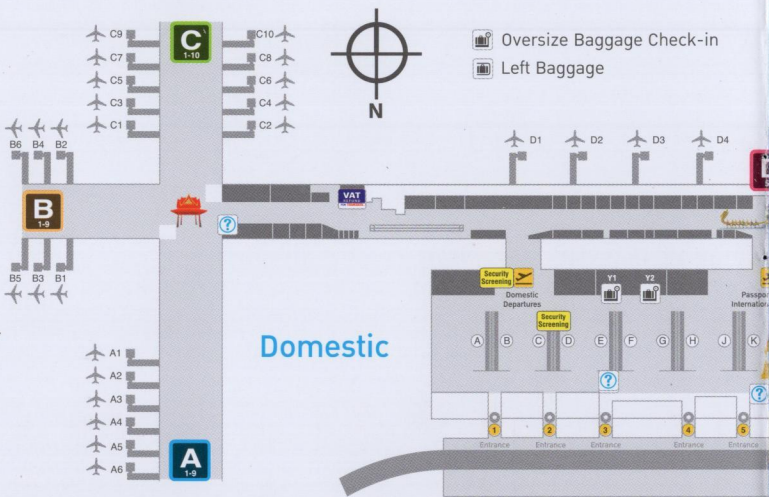 C9
C
1-10
C10
C7
C8
C5
C6
C3
C4
C1
C2
N
Oversize Baggage Check-in
Left Baggage
B6 B4 B2
B
1-9
B5 B3 B1
VAT
REFUND
?
D1
D2
D3
D4
Security
Screening
Domestic
Departures
Y1
Y2
Security
Screening
Domestic
A
B
C
D
E
F
G
H
J
K
?
?
1
2
3
4
5
Entrance
Entrance
Entrance
Entrance
Entrance
A1
A2
A3
A4
A5
A6
A
1-9